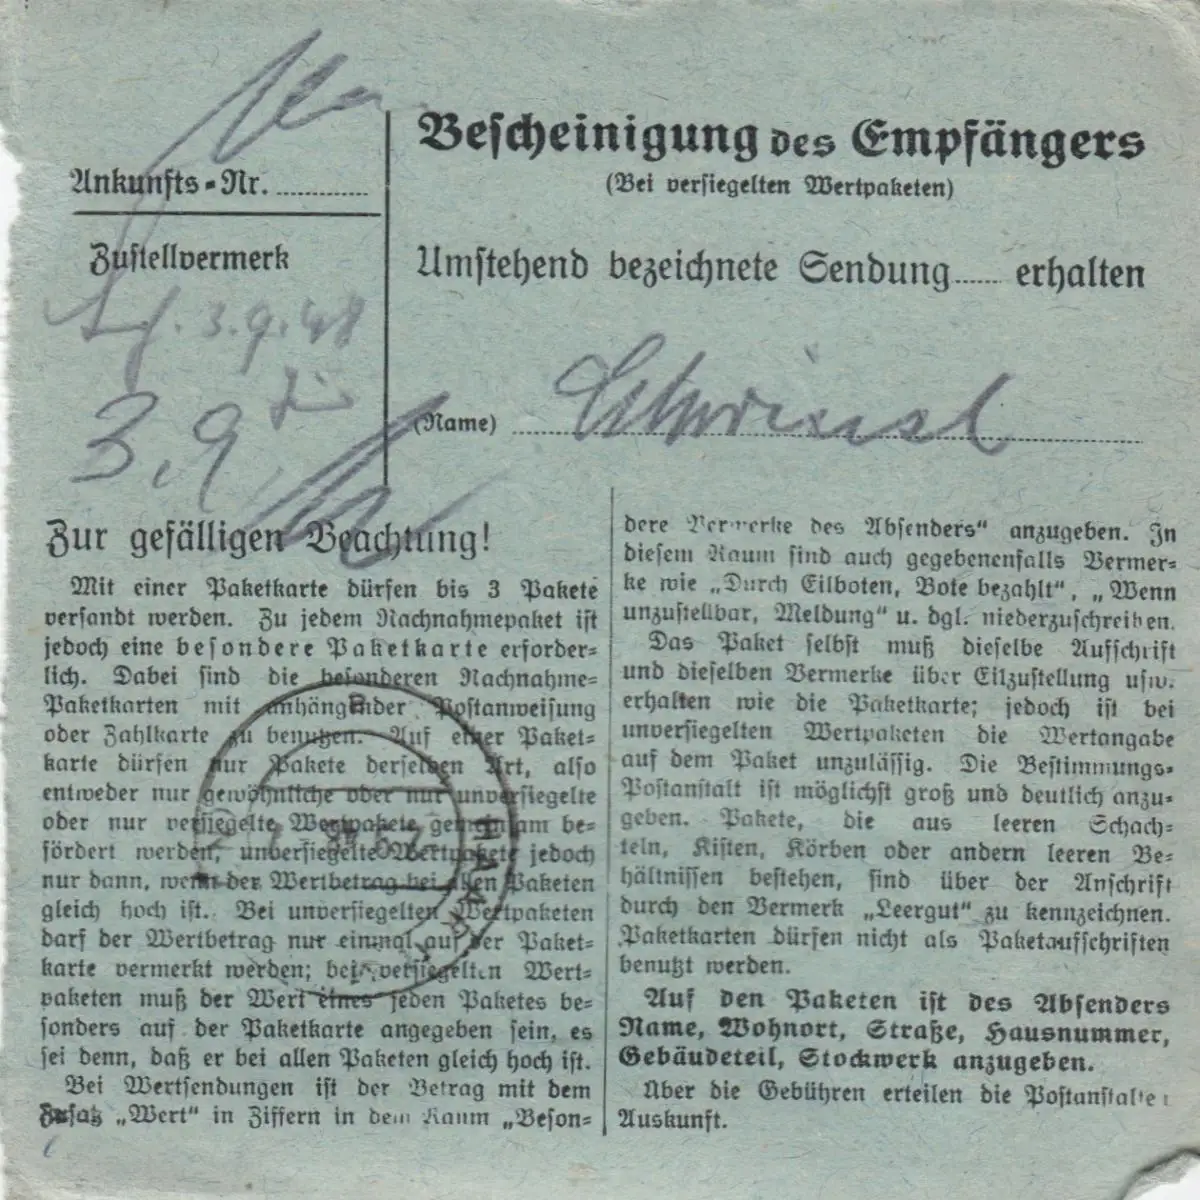 Ankunfts-Nr. ............
Bescheinigung des Empfängers
(Bei versiegelten Wertpaketen)
Zustellvermerk
3.9.48
3.9.
Umstehend bezeichnete Sendung...... erhalten
(Name)
Zur gefälligen Beachtung!
Mit einer Paketkarte dürfen bis 3 Pakete
versandt werden. Zu jedem Nachnahmepaket ist
jedoch eine besondere Paketkarte erforder-
lich. Dabei sind die besonderen Nachnahme-
Paketkarten mit anhängender Postanweisung
oder Zahlkarte zu benutzen. Auf einer Paket-
karte dürfen nur Pakete derselben Art, also
entweder nur gewöhnliche oder nur unversiegelte
oder nur versiegelte Wertpakete gemeinsam be-
fördert werden, unversiegelte Wertpakete jedoch
nur dann, wenn der Wertbetrag bei allen Paketen
gleich hoch ist. Bei unversiegelten Wertpaketen
darf der Wertbetrag nur einmal auf der Paket-
karte vermerkt werden; bei versiegelten Wert-
paketen muß der Wert eines jeden Paketes be-
sonders auf der Paketkarte angegeben sein, es
sei denn, daß er bei allen Paketen gleich hoch ist.
Bei Wertsendungen ist der Betrag mit dem
Zusatz „Wert“ in Ziffern in dem Raum „Beson-
dere Vermerke des Absenders“ anzugeben. In
diesem Raum sind auch gegebenenfalls Vermer-
ke wie „Durch Eilboten, Bote bezahlt“, „Wenn
unzustellbar, Meldung“ u. dgl. niederzuschreiben.
Das Paket selbst muß dieselbe Aufschrift
und dieselben Vermerke über Eilzustellung usw.
erhalten wie die Paketkarte; jedoch ist bei
unversiegelten Wertpaketen die Wertangabe
auf dem Paket unzulässig. Die Bestimmungs-
Postanstalt ist möglichst groß und deutlich anzu-
geben. Pakete, die aus leeren Schach-
teln, Kisten, Körben oder andern leeren Be-
hältnissen bestehen, sind über der Anschrift
durch den Vermerk „Leergut“ zu kennzeichnen.
Paketkarten dürfen nicht als Paketaufschriften
benutzt werden.
Auf den Paketen ist des Absenders
Name, Wohnort, Straße, Hausnummer,
Gebäudeteil, Stockwerk anzugeben.
Über die Gebühren erteilen die Postanstalten
Auskunft.